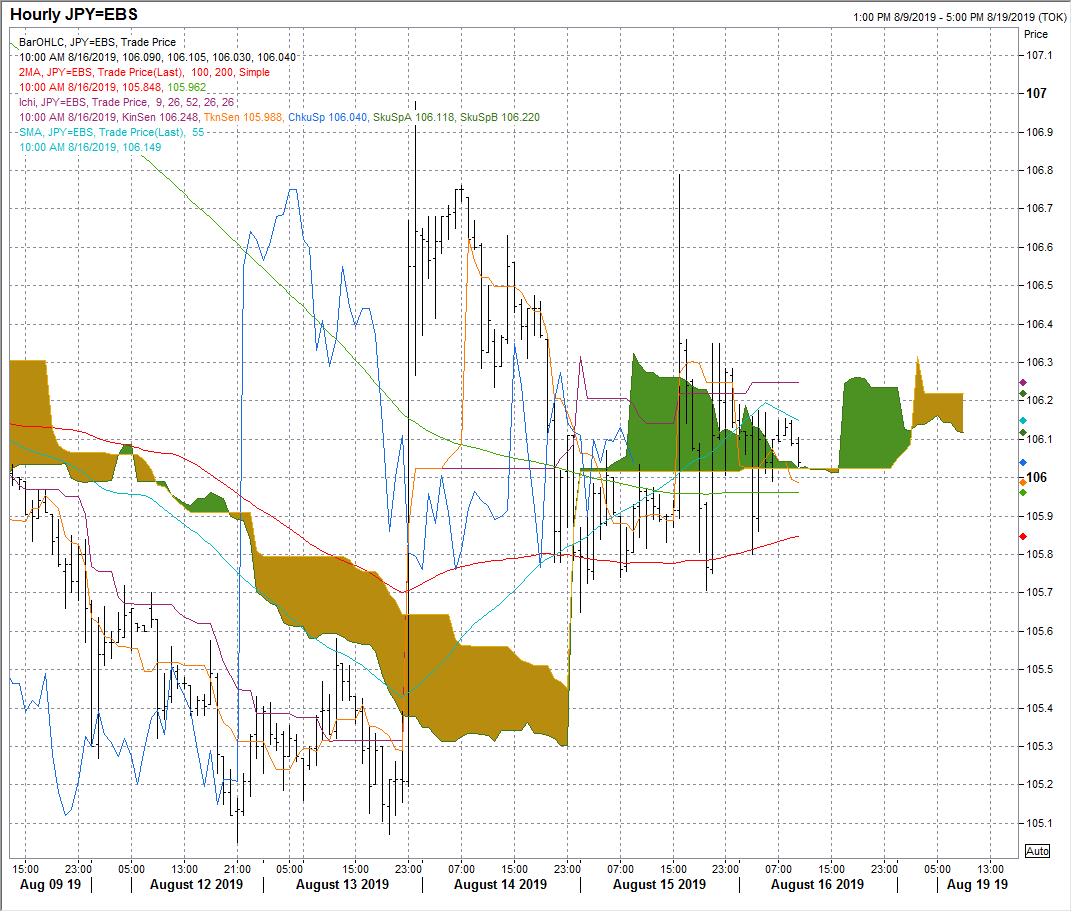 Hourly JPY=EBS
1:00 PM 8/9/2019 - 5:00 PM 8/19/2019 (TOK)
Price
BarOHLC, JPY=EBS, Trade Price
10:00 AM 8/16/2019, 106.090, 106.105, 106.030, 106.040
2MA, JPY=EBS, Trade Price(Last),  100, 200, Simple
10:00 AM 8/16/2019, 105.848, 105.962
Ichi, JPY=EBS, Trade Price,  9, 26, 52, 26, 26
10:00 AM 8/16/2019, KinSen 106.248, TknSen 105.988, ChkuSp 106.040, SkuSpA 106.118, SkuSpB 106.220
SMA, JPY=EBS, Trade Price(Last),  55
10:00 AM 8/16/2019, 106.149
107.1
107
106.9
106.8
106.7
106.6
106.5
106.4
106.3
106.2
106.1
106
105.9
105.8
105.7
105.6
105.5
105.4
105.3
105.2
105.1
Auto
15:00 23:00 05:00 13:00 21:00 05:00 15:00 23:00 07:00 15:00 23:00 07:00 15:00 23:00 07:00 15:00 23:00 05:00 13:00
Aug 09 19 August 12 2019 August 13 2019 August 14 2019 August 15 2019 August 16 2019 Aug 19 19